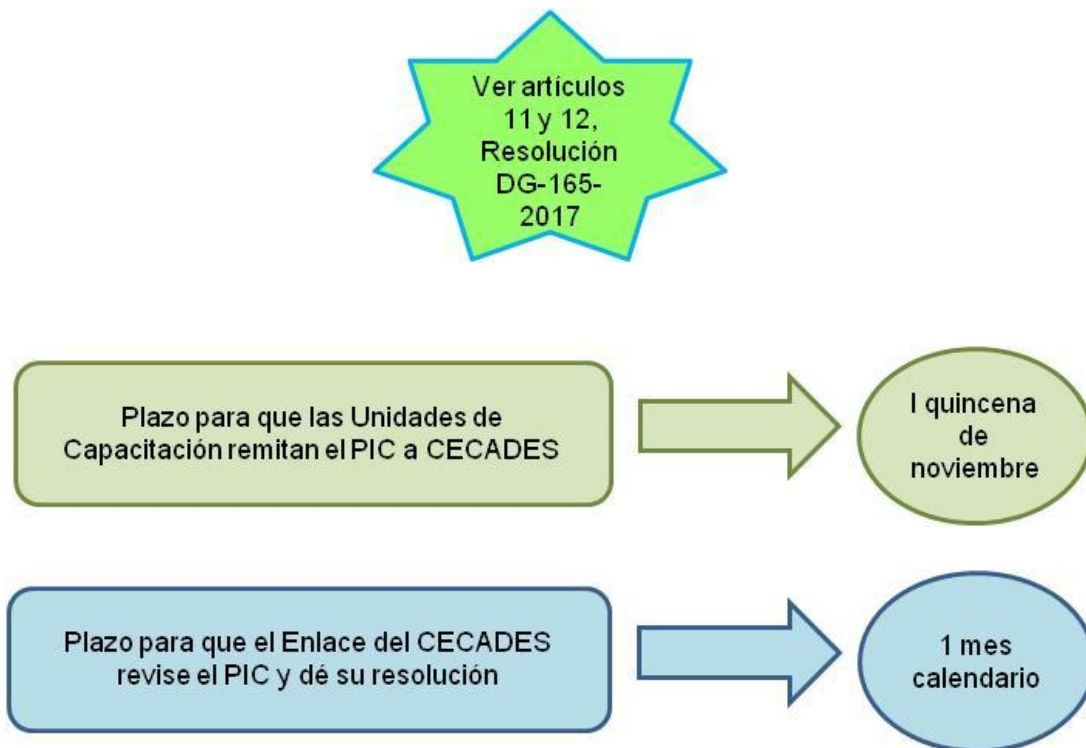 Ver artículos
11 y 12,
Resolución
DG-165-
2017
Plazo para que las Unidades de
Capacitación remitan el PIC a CECADES
I quincena
de
noviembre
Plazo para que el Enlace del CECADES
revise el PIC y dé su resolución
1 mes
calendario